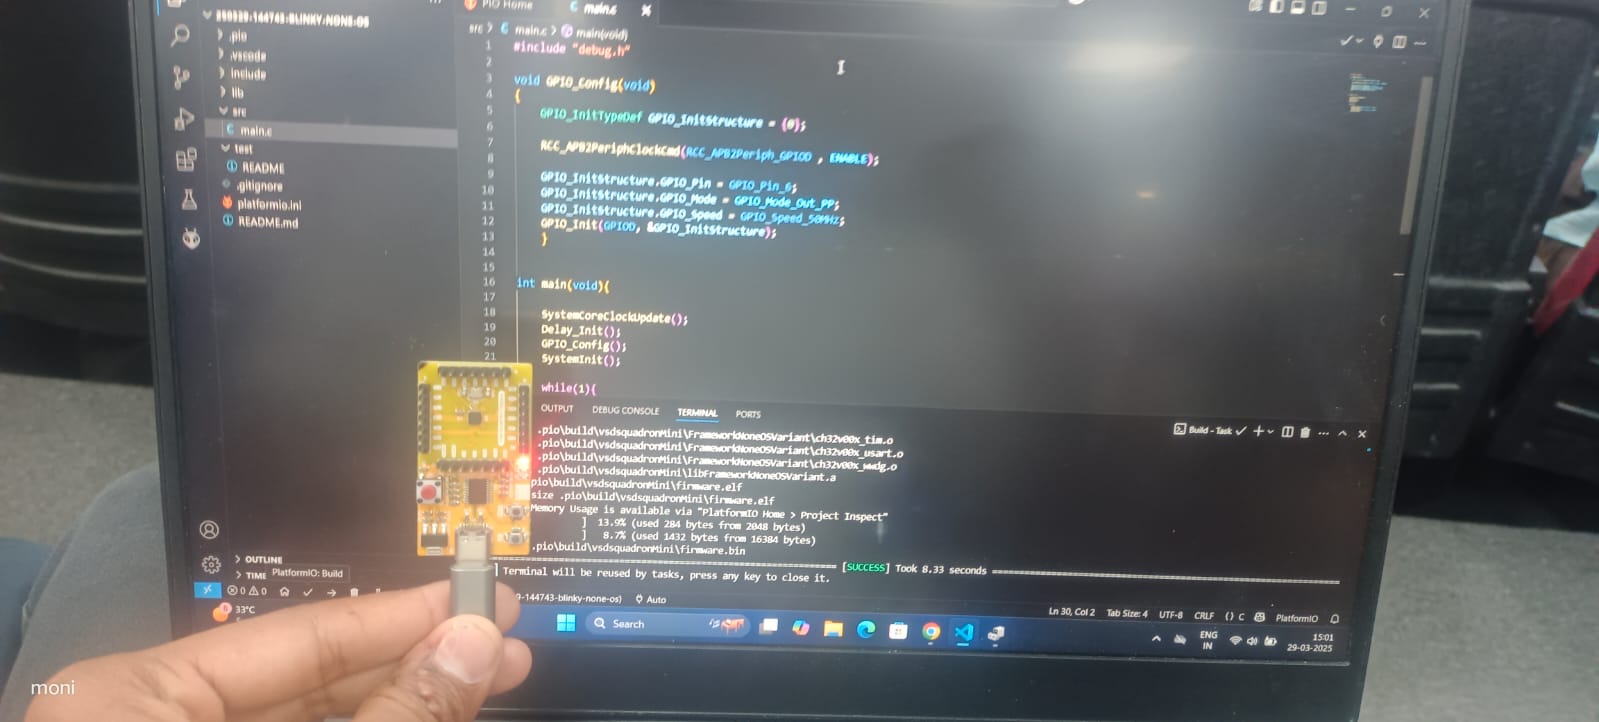 250329-144743-BLINKY-NONE-OS
.pio
.vscode
include
lib
src
C main.c
test
README
.gitignore
platformio.ini
README.md
OUTLINE
TIME
PlatformIO: Build
0 0
33°C
PIO Home
C main.c
src > C main.c > main(void)
1 #include "debug.h"
2
3 void GPIO_Config(void)
4 {
5 GPIO_InitTypeDef GPIO_InitStructure = {0};
6
7 RCC_APB2PeriphClockCmd(RCC_APB2Periph_GPIOD , ENABLE);
8
9 GPIO_InitStructure.GPIO_Pin = GPIO_Pin_6;
10 GPIO_InitStructure.GPIO_Mode = GPIO_Mode_Out_PP;
11 GPIO_InitStructure.GPIO_Speed = GPIO_Speed_50MHz;
12 GPIO_Init(GPIOD, &GPIO_InitStructure);
13 }
14
15
16 int main(void){
17
18 SystemCoreClockUpdate();
19 Delay_Init();
20 GPIO_Config();
21 SystemInit();
while(1){
OUTPUT DEBUG CONSOLE TERMINAL PORTS
Build - Task
.pio\build\vsdsquadronMini\FrameworkNoneOSVariant\ch32v00x_tim.o
.pio\build\vsdsquadronMini\FrameworkNoneOSVariant\ch32v00x_usart.o
.pio\build\vsdsquadronMini\FrameworkNoneOSVariant\ch32v00x_wwdg.o
.pio\build\vsdsquadronMini\libFrameworkNoneOSVariant.a
pio\build\vsdsquadronMini\firmware.elf
size .pio\build\vsdsquadronMini\firmware.elf
Memory Usage is available via "PlatformIO Home > Project Inspect"
] 13.9% (used 284 bytes from 2048 bytes)
] 8.7% (used 1432 bytes from 16384 bytes)
.pio\build\vsdsquadronMini\firmware.bin
[SUCCESS] Took 8.33 seconds
Terminal will be reused by tasks, press any key to close it.
9-144743-blinky-none-os) Auto
Ln 30, Col 2 Tab Size: 4 UTF-8 CRLF {} C PlatformIO
Search
ENG
IN
15:01
29-03-2025
moni